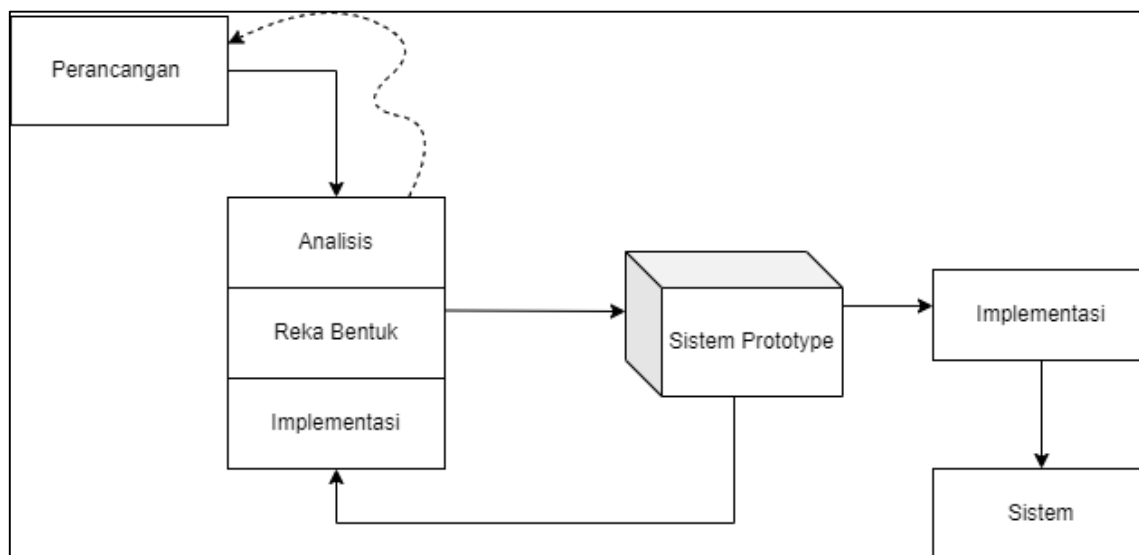 Perancangan
Analisis
Reka Bentuk
Implementasi
Sistem Prototype
Implementasi
Sistem